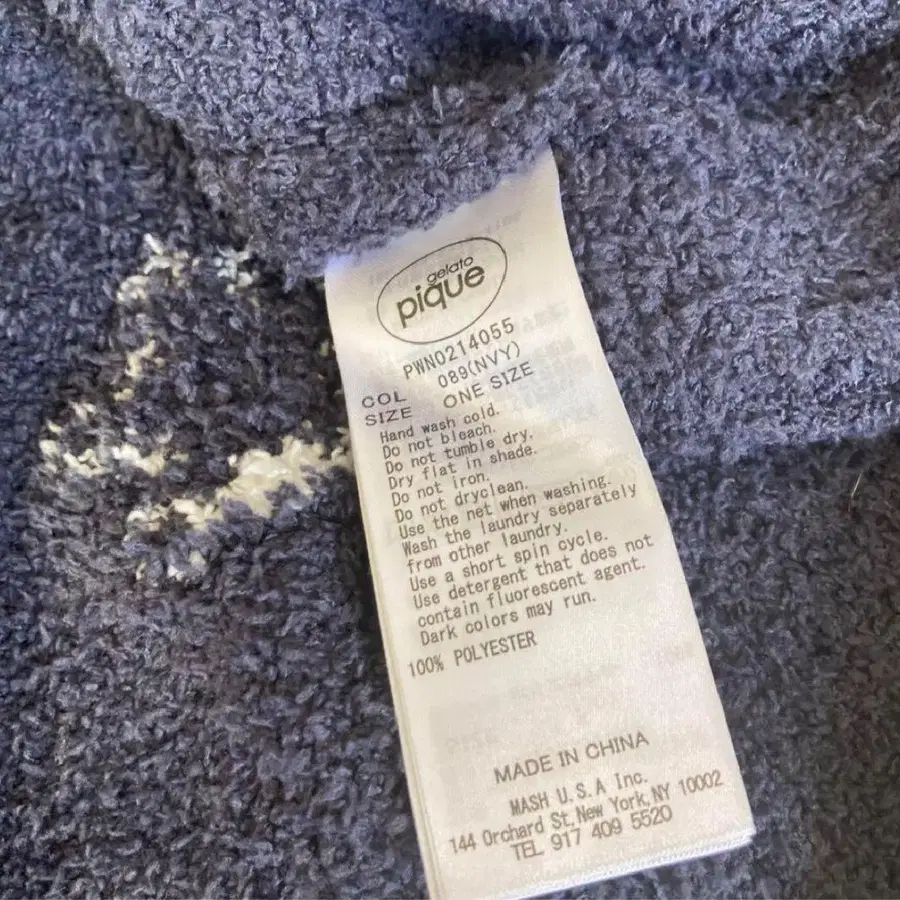 gelato
pique
PWNO214055
COL 089(NVY)
SIZE ONE SIZE
Hand wash cold.
Do not bleach.
Do not tumble dry.
Dry flat in shade.
Do not iron.
Do not dryclean.
Use the net when washing.
Wash the laundry separately
from other laundry.
Use a short spin cycle.
Use detergent that does not
contain fluorescent agent.
Dark colors may run.
100% POLYESTER
MADE IN CHINA
MASH U.S.A Inc.
144 Orchard St,New York,NY 10002
TEL 917 409 5520